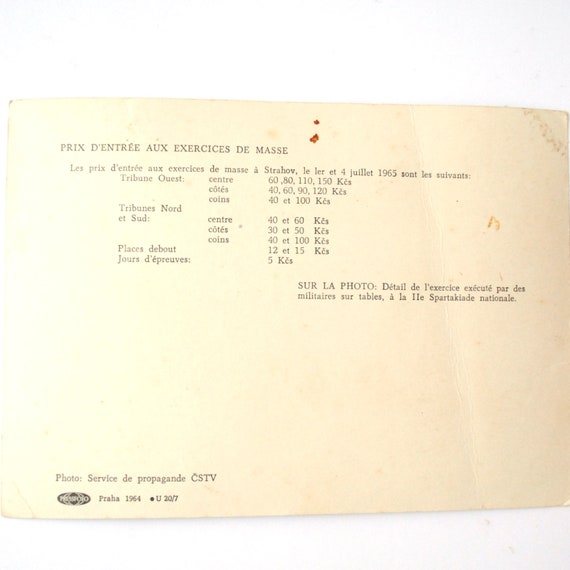 PRIX D'ENTRÉE AUX EXERCICES DE MASSE
Les prix d'entrée aux exercices de masse à Strahov, le ler et 4 juillet 1965 sont les suivants:
Tribune Ouest: centre 60 ,80, 110, 150 Kčs
côtés 40, 60, 90, 120 Kčs
coins 40 et 100 Kčs
Tribunes Nord
et Sud: centre 40 et 60 Kčs
côtés 30 et 50 Kčs
coins 40 et 100 Kčs
Places debout 12 et 15 Kčs
Jours d'épreuves: 5 Kčs
SUR LA PHOTO: Détail de l'exercice exécuté par des
militaires sur tables, à la IIe Spartakiade nationale.
Photo: Service de propagande ČSTV
PRESSFOTO Praha 1964 ● U 20/7